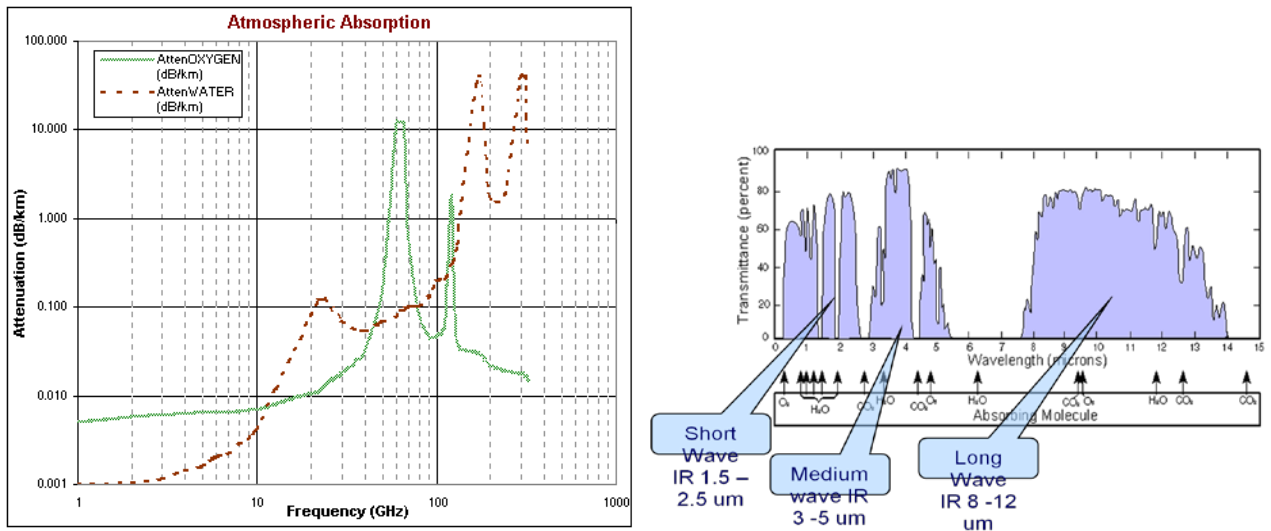 Atmospheric Absorption
100.000
10.000
1.000
0.100
0.010
0.001
Attenuation (dB/km)
AttenOXYGEN
(dB/km)
AttenWATER
(dB/km)
1 10 100 1000
Frequency (GHz)
Transmittance (percent)
100
80
60
40
20
0
0 1 2 3 4 5 6 7 8 9 10 11 12 13 14 15
Wavelength (microns)
O₂ H₂O CO₂ H₂O CO₂ O₃ H₂O CO₂ O₃ H₂O CO₂ CO₂
Absorbing Molecule
Short
Wave
IR 1.5 –
2.5 um
Medium
wave IR
3 -5 um
Long
Wave
IR 8 -12
um